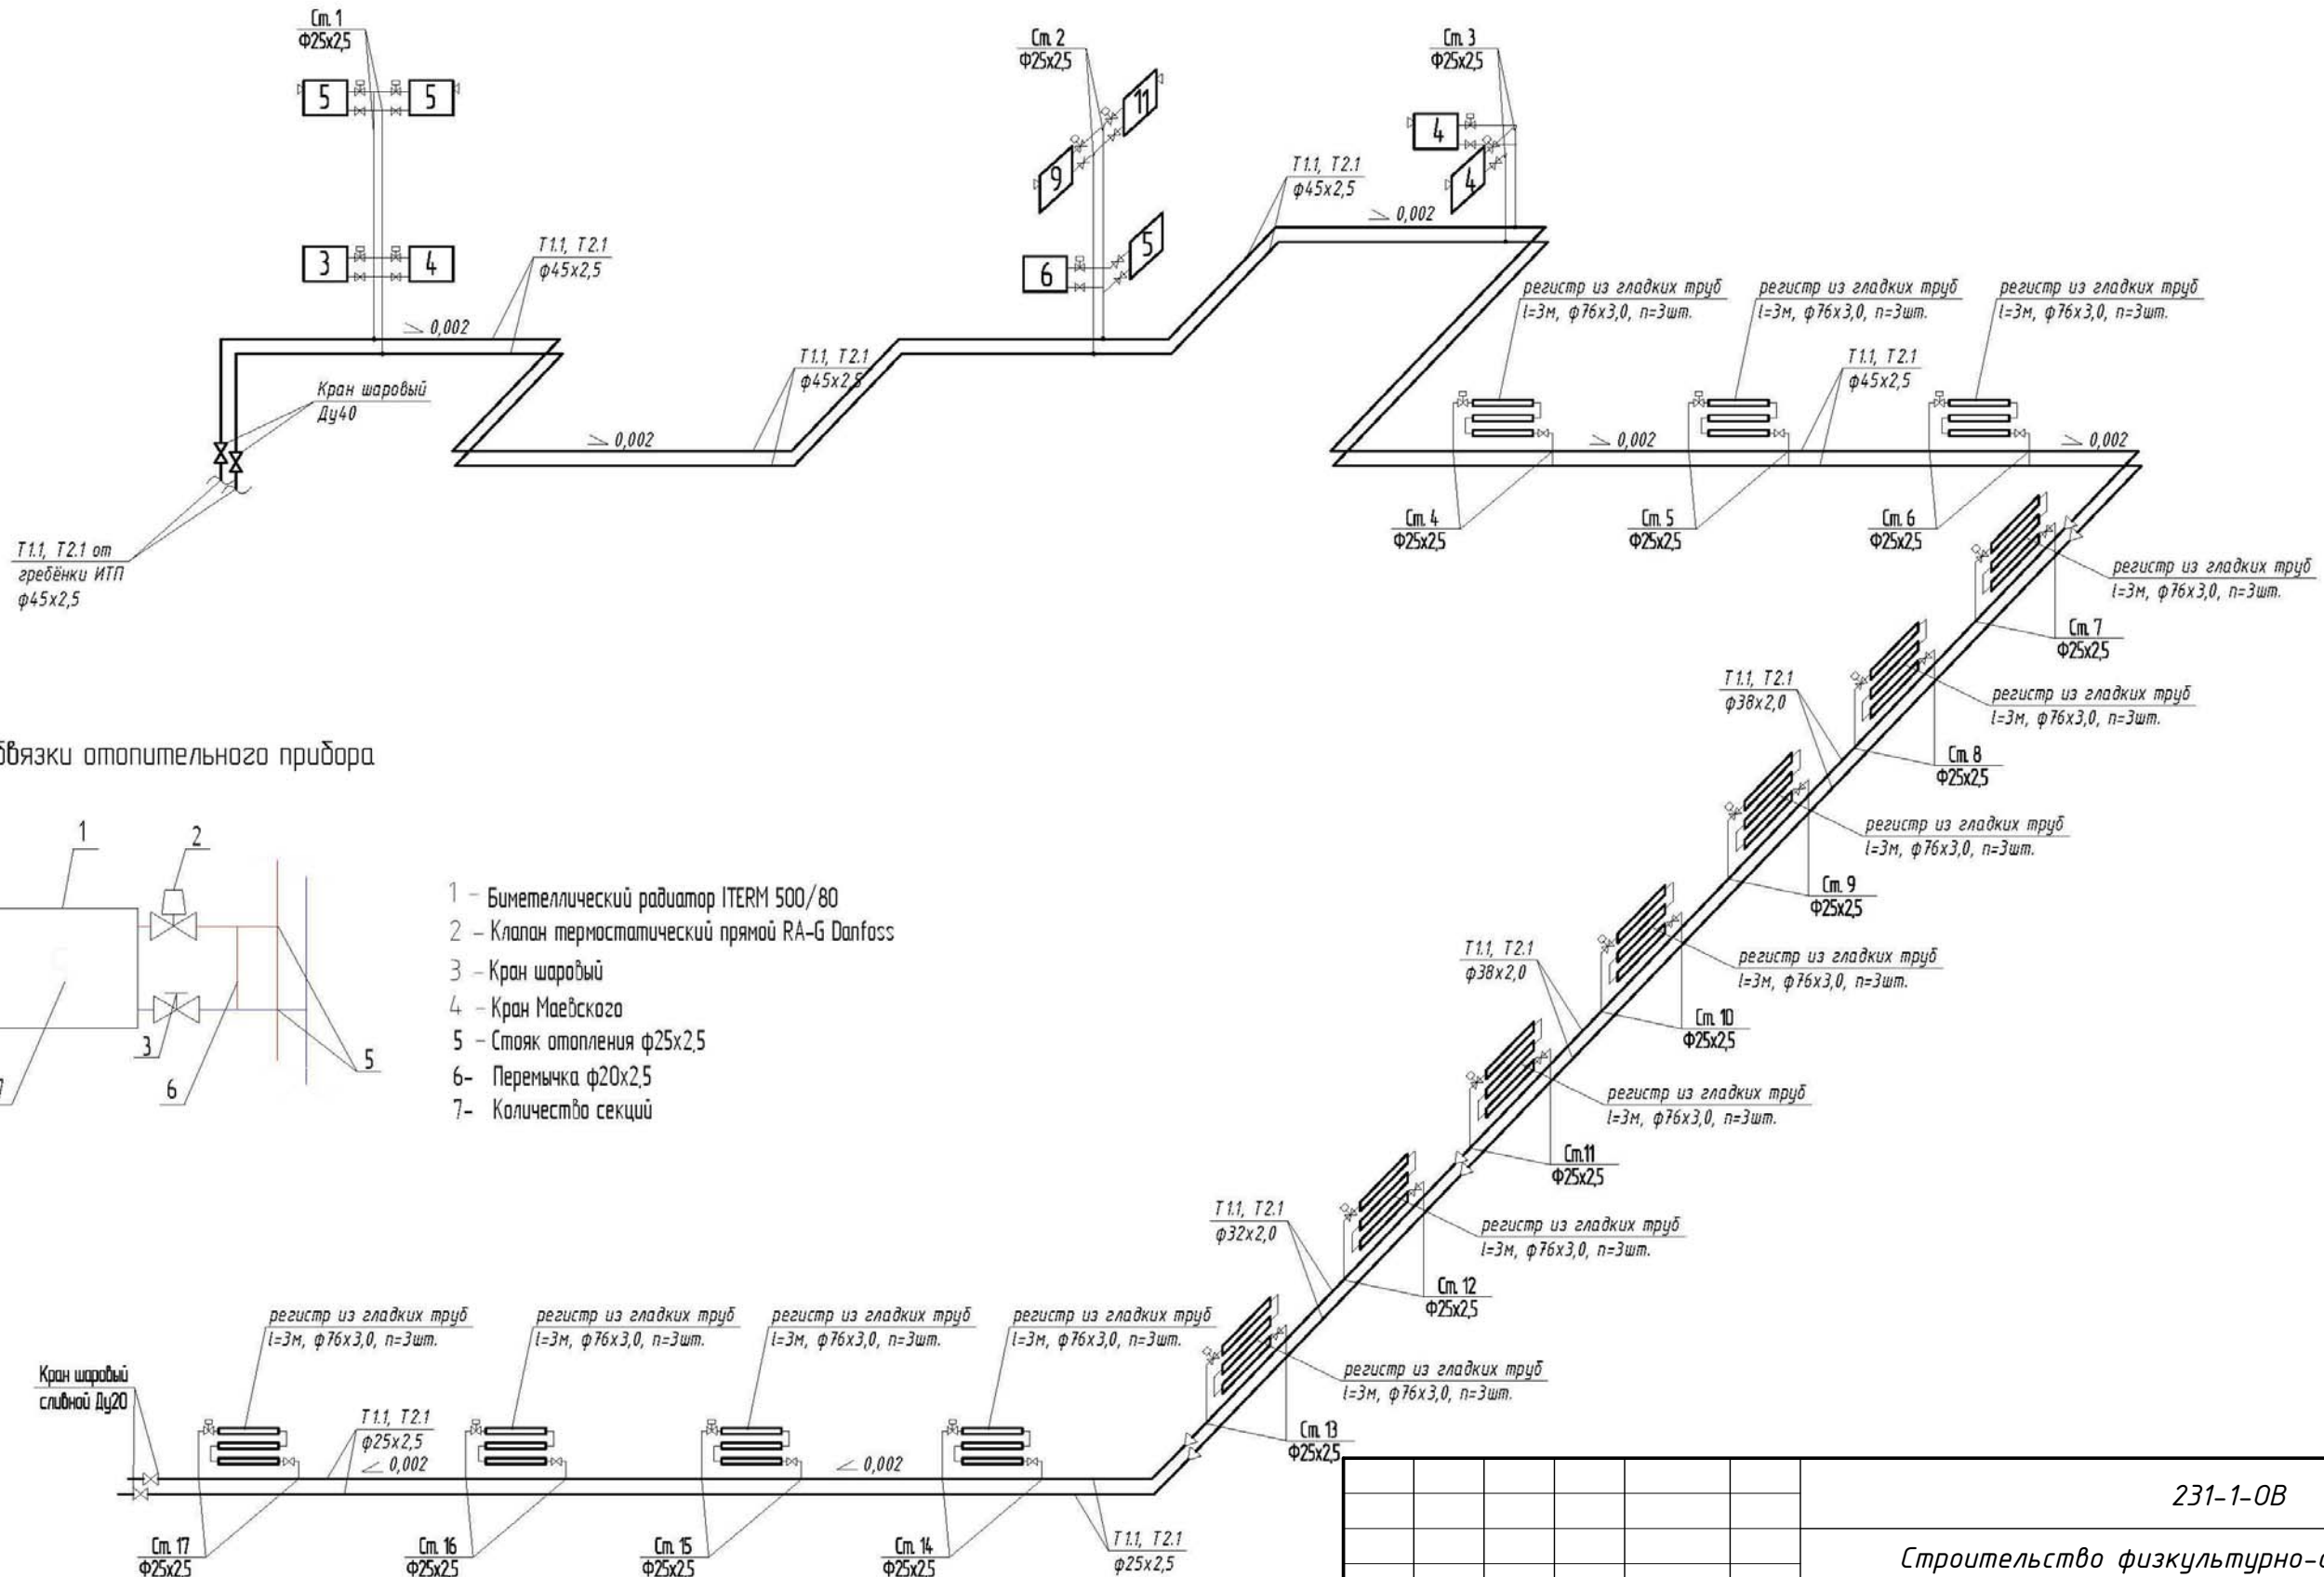 Ст. 1
Ф25х2,5
5
5
3
4
Т1.1, Т2.1
ф45х2,5
0,002
Кран шаровый
Ду40
Т1.1, Т2.1 от
гребёнки ИТП
ф45х2,5
0,002
Т1.1, Т2.1
ф45х2,5
Ст. 2
Ф25х2,5
11
9
5
6
Т1.1, Т2.1
ф45х2,5
Ст. 3
Ф25х2,5
4
4
0,002
регистр из гладких труб
l=3м, ф76х3,0, n=3шт.
регистр из гладких труб
l=3м, ф76х3,0, n=3шт.
регистр из гладких труб
l=3м, ф76х3,0, n=3шт.
Т1.1, Т2.1
ф45х2,5
0,002
0,002
Ст. 4
Ф25х2,5
Ст. 5
Ф25х2,5
Ст. 6
Ф25х2,5
регистр из гладких труб
l=3м, ф76х3,0, n=3шт.
Ст. 7
Ф25х2,5
регистр из гладких труб
l=3м, ф76х3,0, n=3шт.
Т1.1, Т2.1
ф38х2,0
Ст. 8
Ф25х2,5
регистр из гладких труб
l=3м, ф76х3,0, n=3шт.
Ст. 9
Ф25х2,5
регистр из гладких труб
l=3м, ф76х3,0, n=3шт.
Т1.1, Т2.1
ф38х2,0
Ст. 10
Ф25х2,5
регистр из гладких труб
l=3м, ф76х3,0, n=3шт.
Ст.11
Ф25х2,5
регистр из гладких труб
l=3м, ф76х3,0, n=3шт.
Т1.1, Т2.1
ф32х2,0
Ст. 12
Ф25х2,5
регистр из гладких труб
l=3м, ф76х3,0, n=3шт.
Ст. 13
Ф25х2,5
бвязки отопительного прибора
1
2
3
6
5
7
1 – Биметеллический радиатор ITERM 500/80
2 – Клапан термостатический прямой RA-G Danfoss
3 – Кран шаровый
4 – Кран Маевского
5 – Стояк отопления ф25х2,5
6- Перемычка ф20х2,5
7- Количество секций
регистр из гладких труб
l=3м, ф76х3,0, n=3шт.
регистр из гладких труб
l=3м, ф76х3,0, n=3шт.
регистр из гладких труб
l=3м, ф76х3,0, n=3шт.
регистр из гладких труб
l=3м, ф76х3,0, n=3шт.
Кран шаровый
сливной Ду20
Т1.1, Т2.1
ф25х2,5
0,002
0,002
Ст. 17
Ф25х2,5
Ст. 16
Ф25х2,5
Ст. 15
Ф25х2,5
Ст. 14
Ф25х2,5
Т1.1, Т2.1
ф25х2,5
231-1-ОВ
Строительство физкультурно-